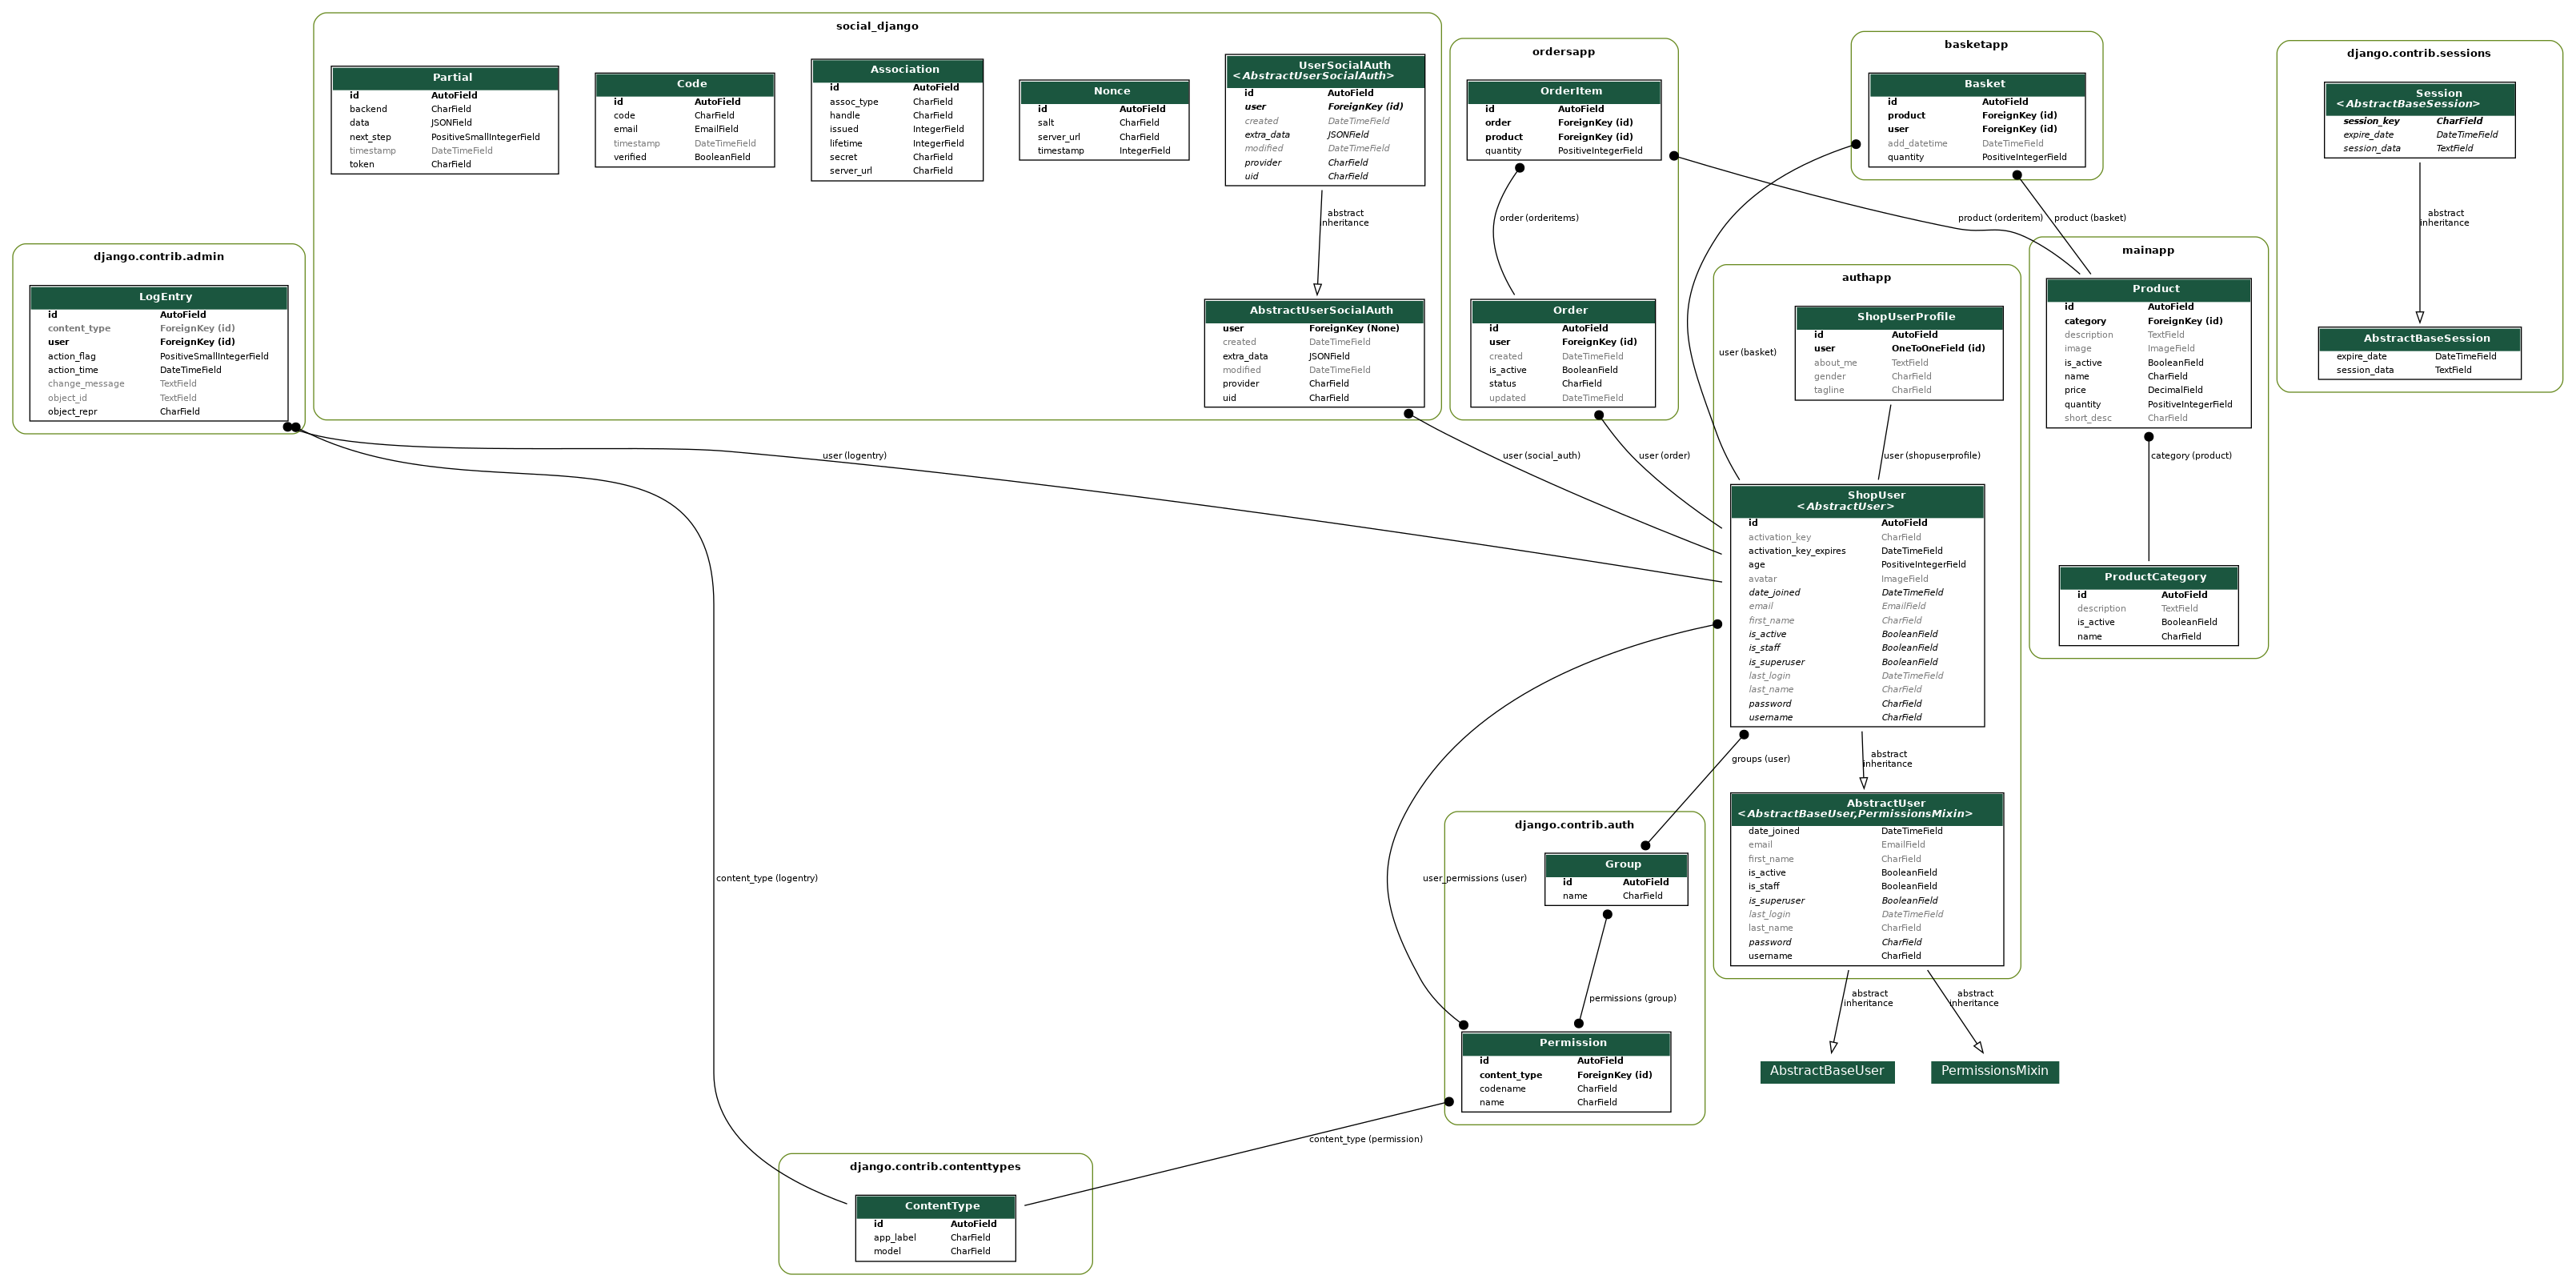 social_django
Partial
id AutoField
backend CharField
data JSONField
next_step PositiveSmallIntegerField
timestamp DateTimeField
token CharField
Code
id AutoField
code CharField
email EmailField
timestamp DateTimeField
verified BooleanField
Association
id AutoField
assoc_type CharField
handle CharField
issued IntegerField
lifetime IntegerField
secret CharField
server_url CharField
Nonce
id AutoField
salt CharField
server_url CharField
timestamp IntegerField
UserSocialAuth
<AbstractUserSocialAuth>
id AutoField
user ForeignKey (id)
created DateTimeField
extra_data JSONField
modified DateTimeField
provider CharField
uid CharField
abstract
inheritance
AbstractUserSocialAuth
user ForeignKey (None)
created DateTimeField
extra_data JSONField
modified DateTimeField
provider CharField
uid CharField
ordersapp
OrderItem
id AutoField
order ForeignKey (id)
product ForeignKey (id)
quantity PositiveIntegerField
order (orderitems)
Order
id AutoField
user ForeignKey (id)
created DateTimeField
is_active BooleanField
status CharField
updated DateTimeField
basketapp
Basket
id AutoField
product ForeignKey (id)
user ForeignKey (id)
add_datetime DateTimeField
quantity PositiveIntegerField
product (orderitem)
product (basket)
django.contrib.sessions
Session
<AbstractBaseSession>
session_key CharField
expire_date DateTimeField
session_data TextField
abstract
inheritance
AbstractBaseSession
expire_date DateTimeField
session_data TextField
django.contrib.admin
LogEntry
id AutoField
content_type ForeignKey (id)
user ForeignKey (id)
action_flag PositiveSmallIntegerField
action_time DateTimeField
change_message TextField
object_id TextField
object_repr CharField
mainapp
Product
id AutoField
category ForeignKey (id)
description TextField
image ImageField
is_active BooleanField
name CharField
price DecimalField
quantity PositiveIntegerField
short_desc CharField
category (product)
ProductCategory
id AutoField
description TextField
is_active BooleanField
name CharField
authapp
ShopUserProfile
id AutoField
user OneToOneField (id)
about_me TextField
gender CharField
tagline CharField
user (basket)
user (logentry)
user (social_auth)
user (order)
user (shopuserprofile)
ShopUser
<AbstractUser>
id AutoField
activation_key CharField
activation_key_expires DateTimeField
age PositiveIntegerField
avatar ImageField
date_joined DateTimeField
email EmailField
first_name CharField
is_active BooleanField
is_staff BooleanField
is_superuser BooleanField
last_login DateTimeField
last_name CharField
password CharField
username CharField
groups (user)
abstract
inheritance
AbstractUser
<AbstractBaseUser,PermissionsMixin>
date_joined DateTimeField
email EmailField
first_name CharField
is_active BooleanField
is_staff BooleanField
is_superuser BooleanField
last_login DateTimeField
last_name CharField
password CharField
username CharField
abstract
inheritance
abstract
inheritance
AbstractBaseUser
PermissionsMixin
django.contrib.auth
Group
id AutoField
name CharField
content_type (logentry)
user_permissions (user)
permissions (group)
Permission
id AutoField
content_type ForeignKey (id)
codename CharField
name CharField
content_type (permission)
django.contrib.contenttypes
ContentType
id AutoField
app_label CharField
model CharField